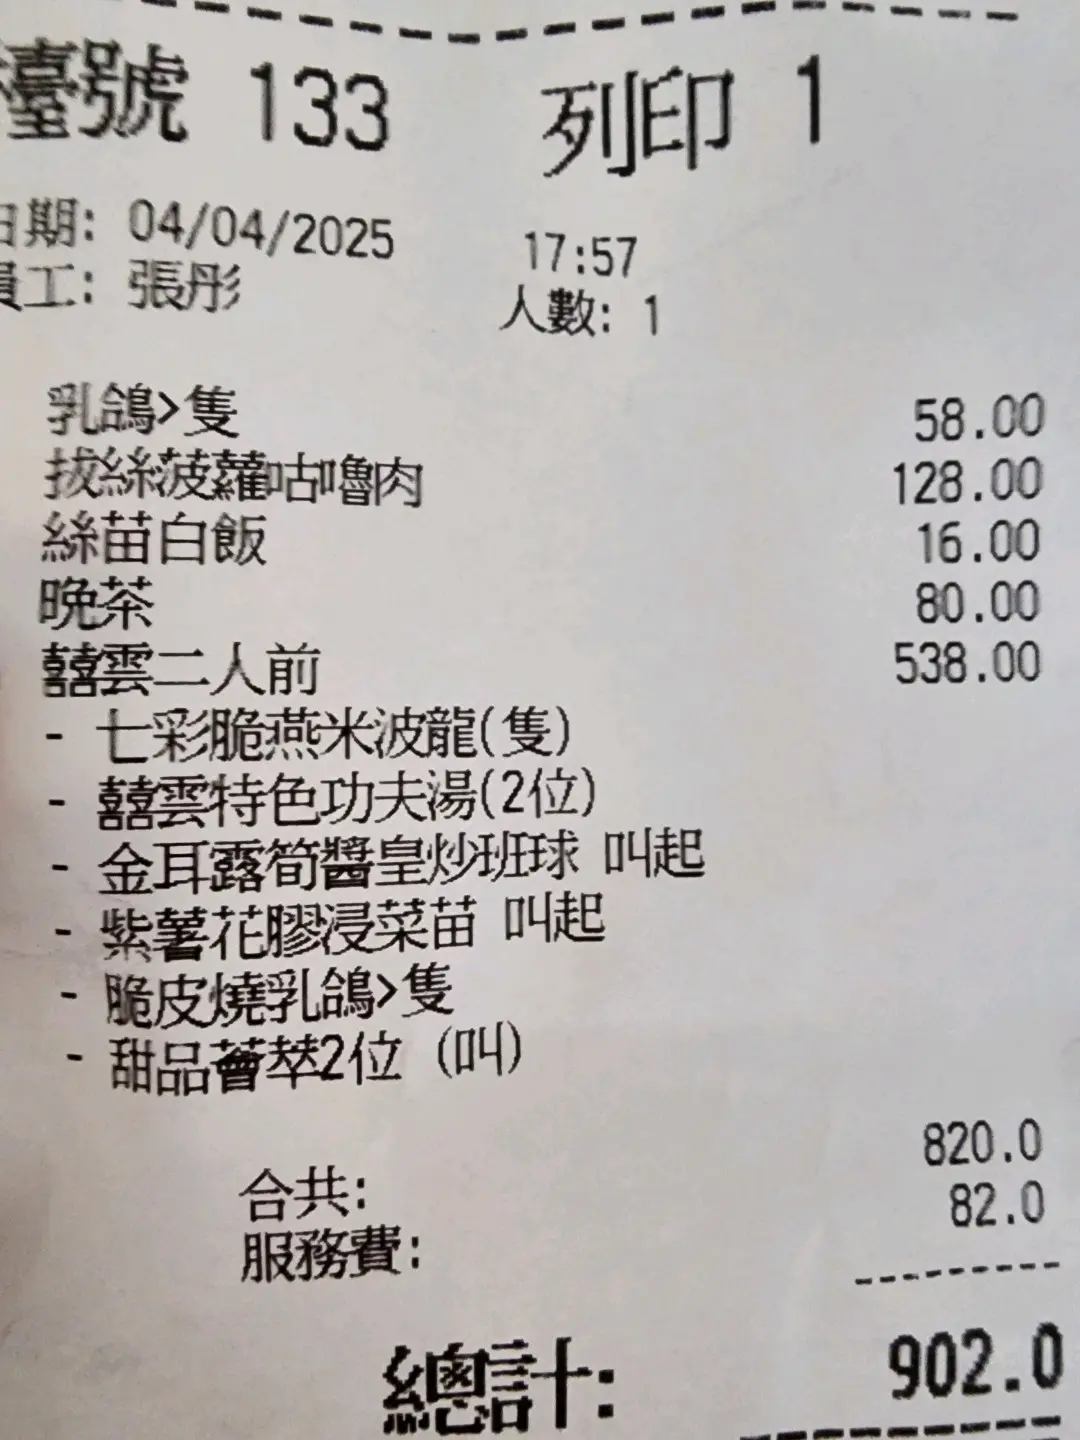 檯號 133 列印 1
日期: 04/04/2025 17:57
員工: 張彤 人數: 1
乳鴿>隻 58.00
拔絲菠蘿咕嚕肉 128.00
絲苗白飯 16.00
晚茶 80.00
囍雲二人前 538.00
- 七彩脆燕米波龍(隻)
- 囍雲特色功夫湯(2位)
- 金耳露筍醬皇炒班球 叫起
- 紫薯花膠浸菜苗 叫起
- 脆皮燒乳鴿>隻
- 甜品薈萃2位 (叫)
合共: 820.0
服務費: 82.0
總計: 902.0